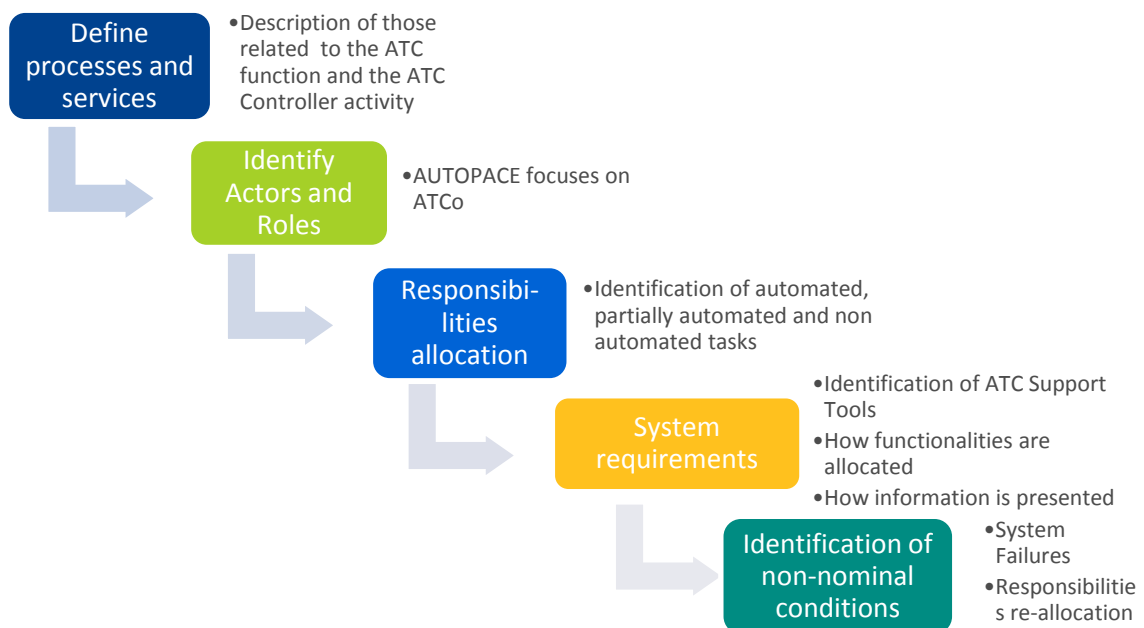 Define
processes and
services
•Description of those
related to the ATC
function and the ATC
Controller activity
Identify
Actors and
Roles
•AUTOPACE focuses on
ATCo
Responsibi-
lities
allocation
•Identification of automated,
partially automated and non
automated tasks
System
requirements
•Identification of ATC Support
Tools
•How functionalities are
allocated
•How information is presented
Identification of
non-nominal
conditions
•System
Failures
•Responsibilitie
s re-allocation